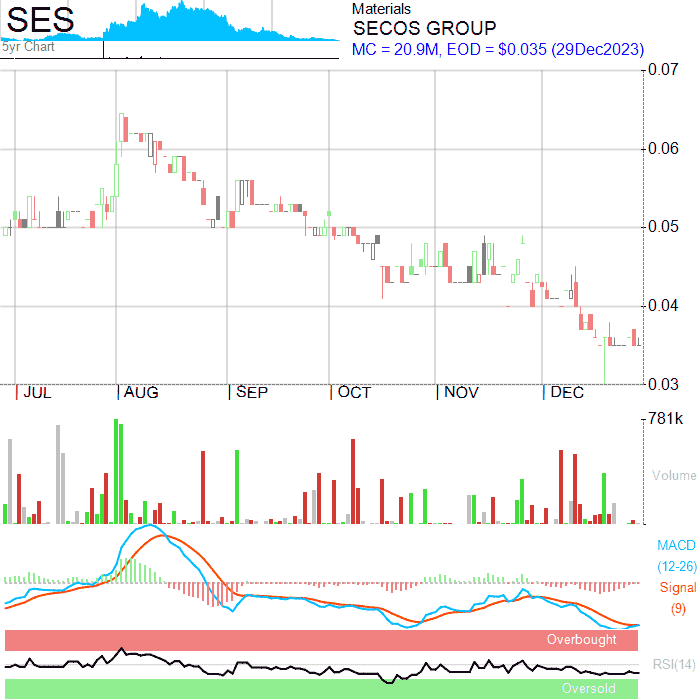 SES
5yr Chart
Materials
SECOS GROUP
MC = 20.9M, EOD = $0.035 (29Dec2023)
0.07
0.06
0.05
0.04
0.03
JUL AUG SEP OCT NOV DEC
781k
Volume
MACD
(12-26)
Signal
(9)
Overbought
RSI(14)
Oversold